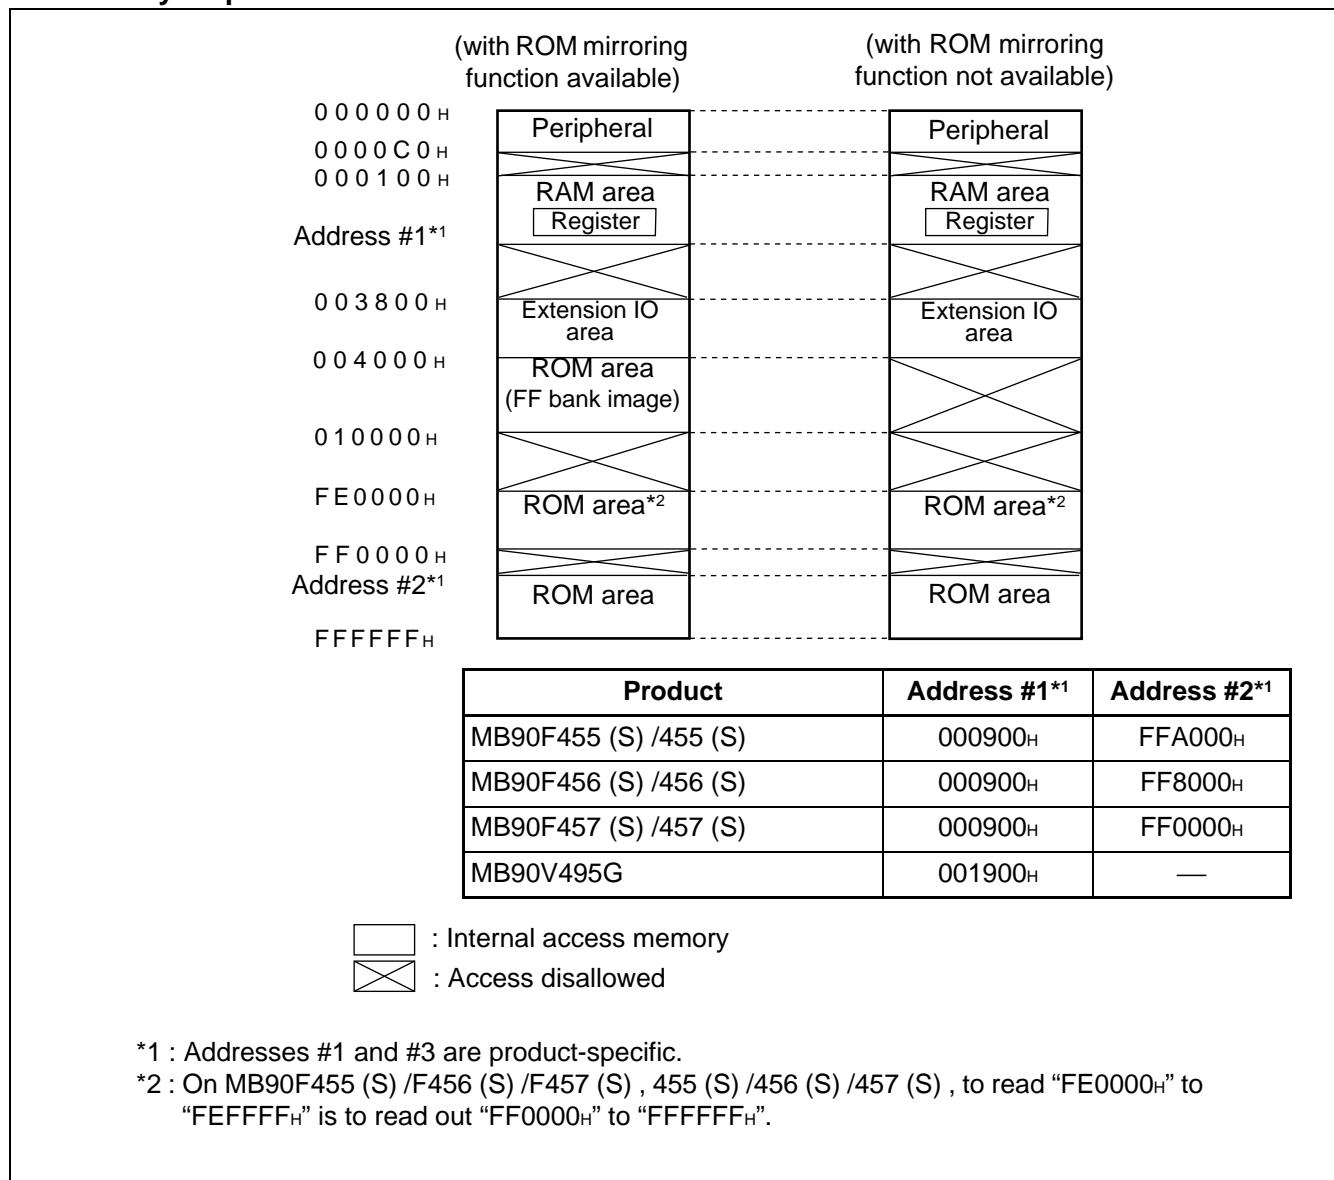 (with ROM mirroring
function available)
(with ROM mirroring
function not available)
000000H
Peripheral
Peripheral
0000C0H
000100H
RAM area
RAM area
Register
Register
Address #1*1
003800H
Extension IO
area
Extension IO
area
004000H
ROM area
(FF bank image)
010000H
FE0000H
ROM area*2
ROM area*2
FF0000H
Address #2*1
ROM area
ROM area
FFFFFFH
Product Address #1*1 Address #2*1
MB90F455 (S) /455 (S) 000900H FFA000H
MB90F456 (S) /456 (S) 000900H FF8000H
MB90F457 (S) /457 (S) 000900H FF0000H
MB90V495G 001900H —
: Internal access memory
: Access disallowed
*1 : Addresses #1 and #3 are product-specific.
*2 : On MB90F455 (S) /F456 (S) /F457 (S) , 455 (S) /456 (S) /457 (S) , to read “FE0000H” to
“FEFFFFH” is to read out “FF0000H” to “FFFFFFH”.